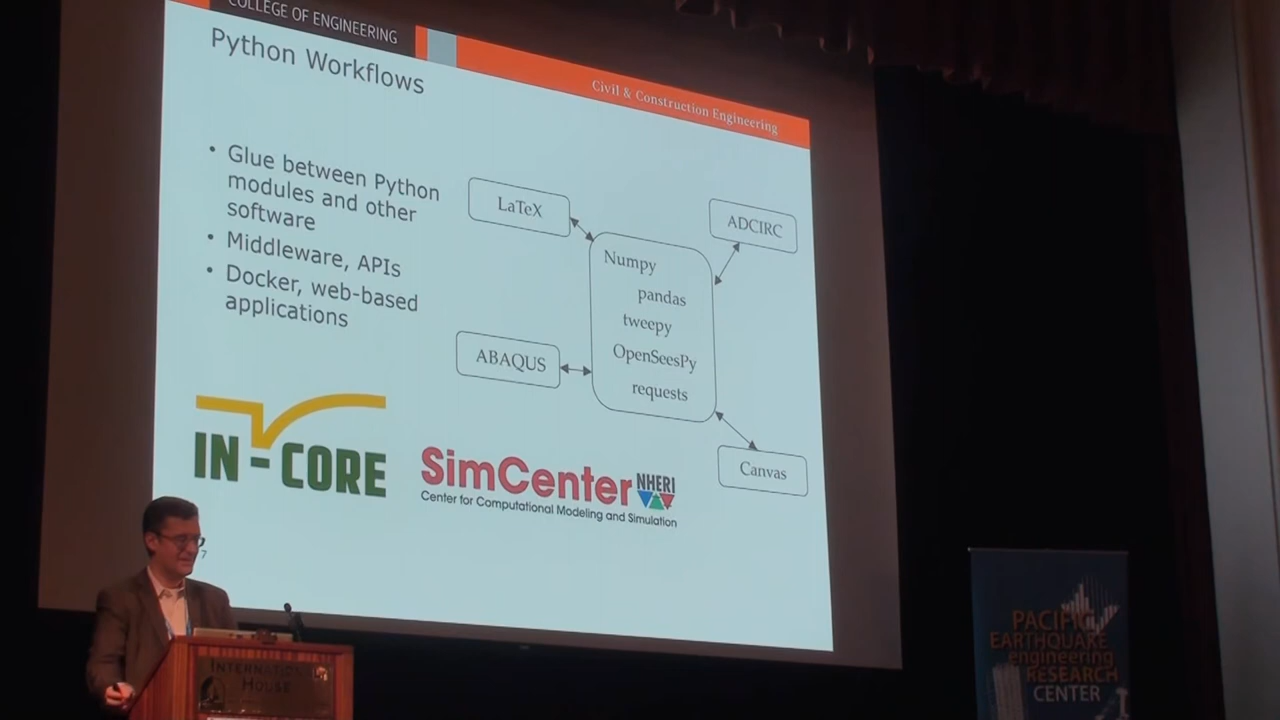 COLLEGE OF ENGINEERING
Python Workflows
Civil & Construction Engineering
• Glue between Python
modules and other
software
• Middleware, APIs
• Docker, web-based
applications
LaTeX
ADCIRC
Numpy
pandas
tweepy
OpenSeesPy
requests
ABAQUS
Canvas
IN-CORE
SimCenter NHERI
Center for Computational Modeling and Simulation
7
INTERNATIONAL
HOUSE
PACIFIC
EARTHQUAKE
engineering
RESEARCH
CENTER